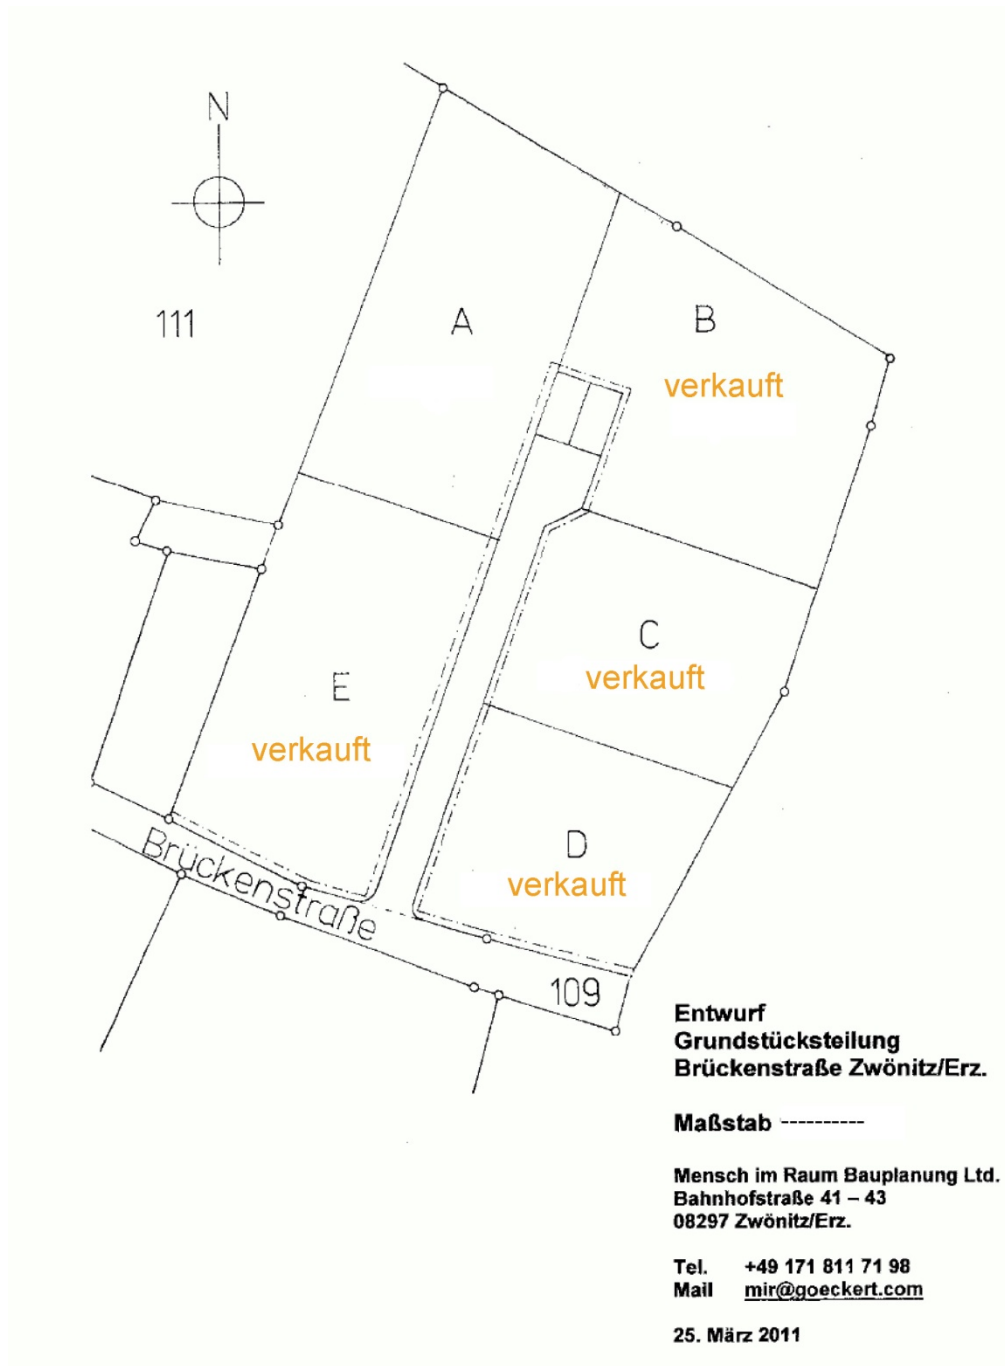 N
111
A
B
verkauft
C
verkauft
E
verkauft
D
verkauft
Brückenstraße
109
Entwurf
Grundstücksteilung
Brückenstraße Zwönitz/Erz.
Maßstab ----------
Mensch im Raum Bauplanung Ltd.
Bahnhofstraße 41 – 43
08297 Zwönitz/Erz.
Tel. +49 171 811 71 98
Mail mir@goeckert.com
25. März 2011